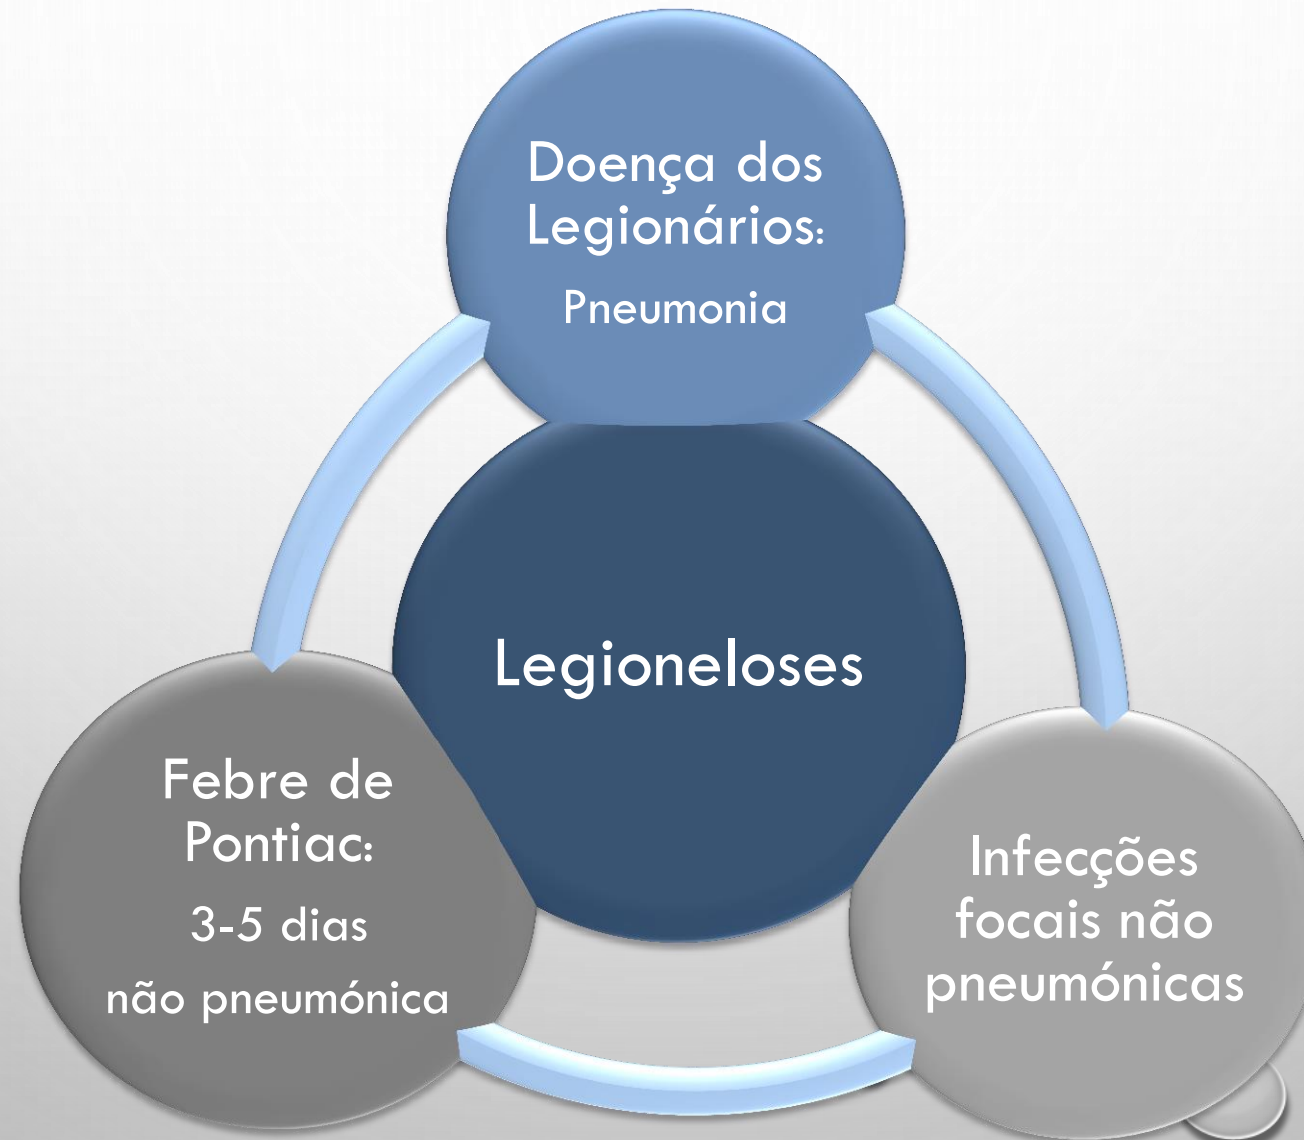 Doença dos
Legionários:
Pneumonia
Legioneloses
Febre de
Pontiac:
3-5 dias
não pneumónica
Infecções
focais não
pneumónicas